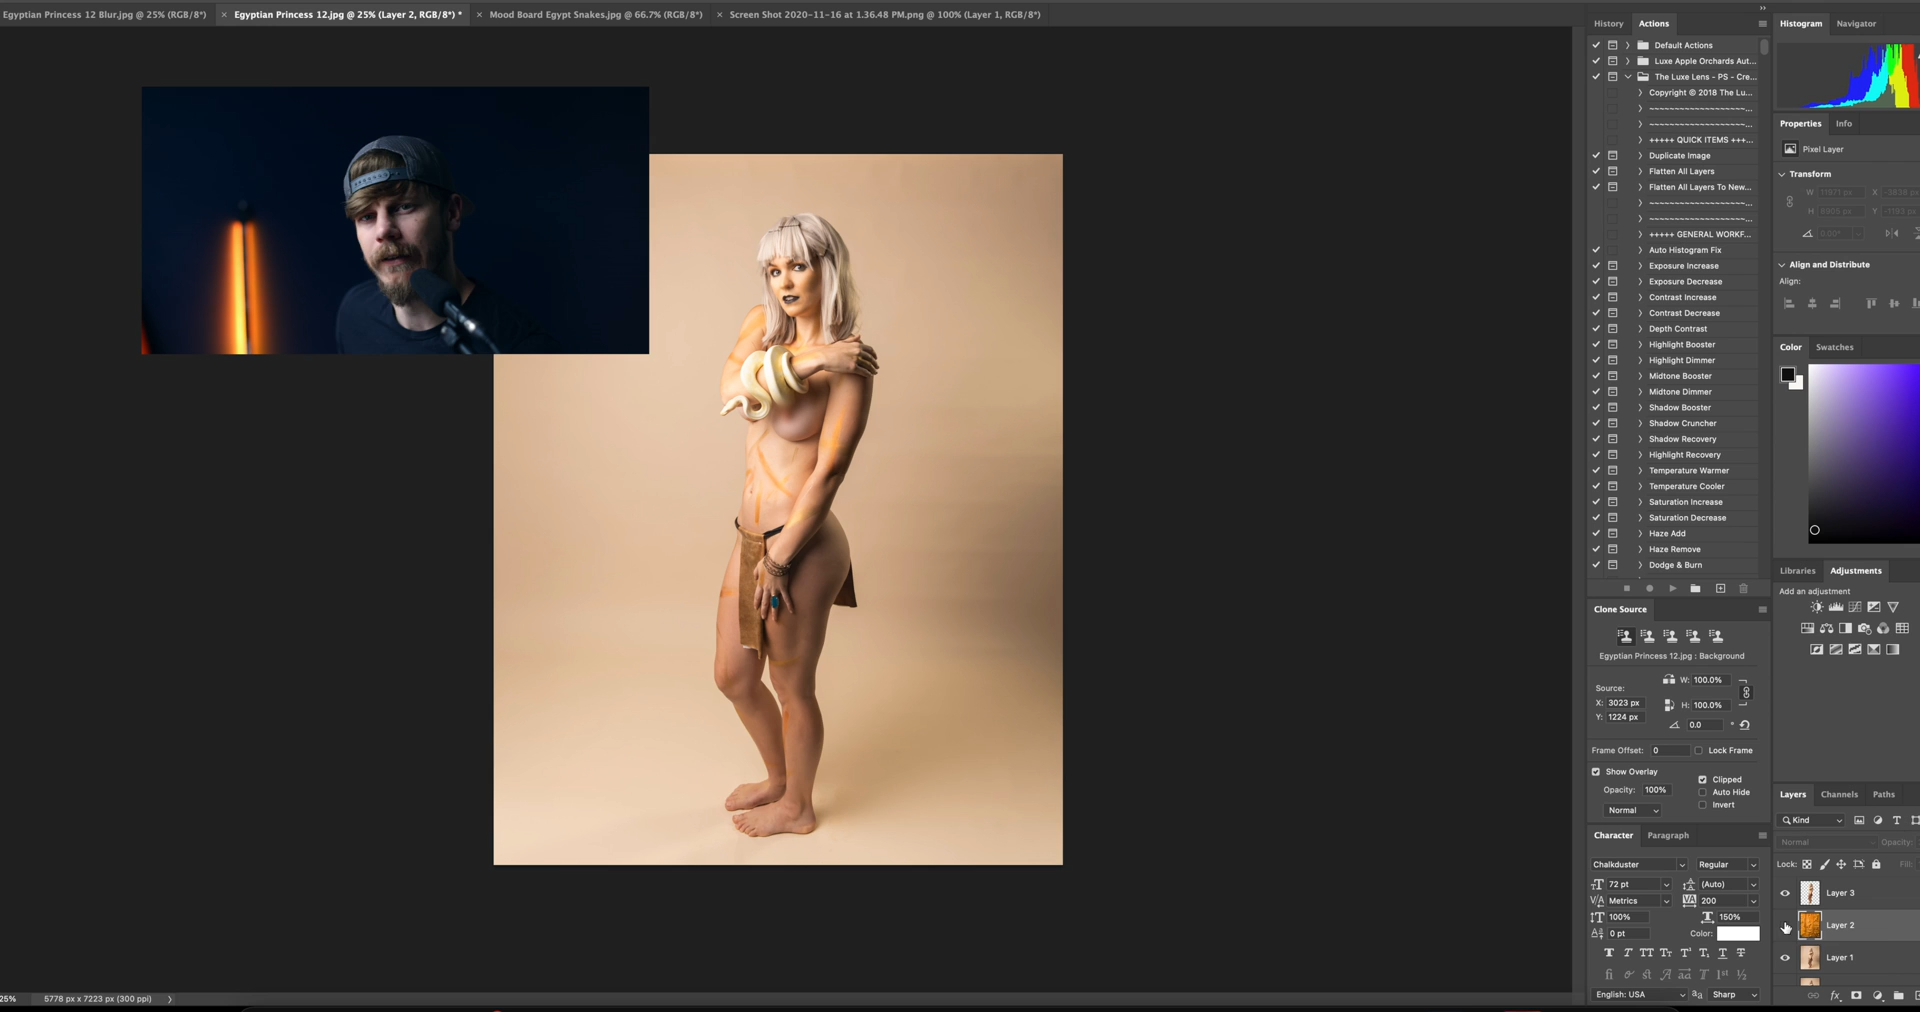 Egyptian Princess 12 Blur.jpg @ 25% (RGB/8*)
× Egyptian Princess 12.jpg @ 25% (Layer 2, RGB/8*) *
× Mood Board Egypt Snakes.jpg @ 66.7% (RGB/8*)
× Screen Shot 2020-11-16 at 1.36.48 PM.png @ 100% (Layer 1, RGB/8*)
History Actions
Default Actions
Luxe Apple Orchards Aut...
The Luxe Lens - PS - Cre...
Copyright © 2018 The Lu...
~~~~~~~~~~~~~~~~~~~...
~~~~~~~~~~~~~~~~~~~...
+++++ QUICK ITEMS +++...
Duplicate Image
Flatten All Layers
Flatten All Layers To New...
~~~~~~~~~~~~~~~~~~~...
~~~~~~~~~~~~~~~~~~~...
+++++ GENERAL WORKF...
Auto Histogram Fix
Exposure Increase
Exposure Decrease
Contrast Increase
Contrast Decrease
Depth Contrast
Highlight Booster
Highlight Dimmer
Midtone Booster
Midtone Dimmer
Shadow Booster
Shadow Cruncher
Shadow Recovery
Highlight Recovery
Temperature Warmer
Temperature Cooler
Saturation Increase
Saturation Decrease
Haze Add
Haze Remove
Dodge & Burn
Clone Source
Egyptian Princess 12.jpg : Background
W: 100.0%
Source:
X: 3023 px
H: 100.0%
Y: 1224 px
0.0 °
Frame Offset: 0 Lock Frame
Show Overlay
Clipped
Opacity: 100%
Auto Hide
Normal
Invert
Character Paragraph
Chalkduster Regular
72 pt (Auto)
Metrics 200
100% 150%
0 pt Color:
English: USA Sharp
Histogram Navigator
Properties Info
Pixel Layer
Transform
W X
H Y
0.00°
Align and Distribute
Align:
Color Swatches
Libraries Adjustments
Add an adjustment
Layers Channels Paths
Kind
Normal Opacity:
Lock: Fill:
Layer 3
Layer 2
Layer 1
25% 5778 px x 7223 px (300 ppi)